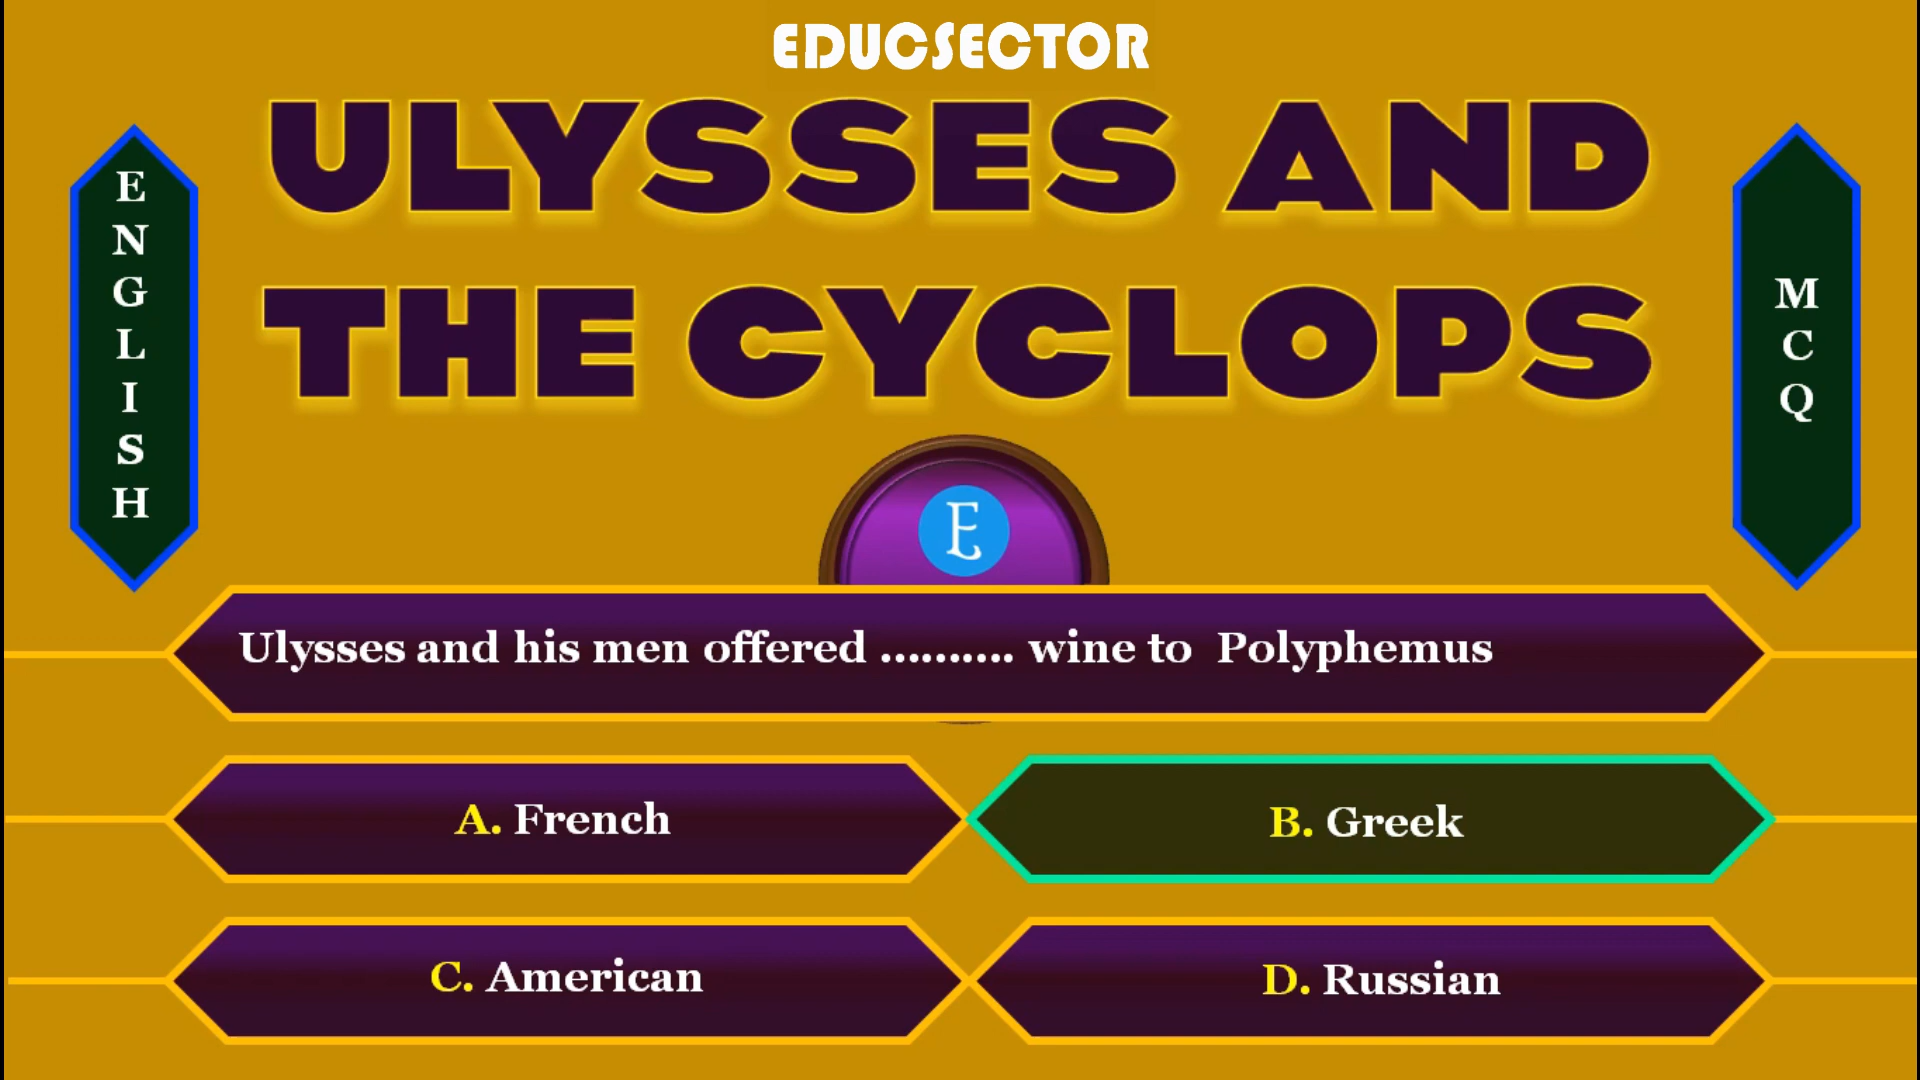 EDUCSECTOR
ULYSSES AND
THE CYCLOPS
ENGLISH
MCQ
E
Ulysses and his men offered .......... wine to Polyphemus
A. French
B. Greek
C. American
D. Russian